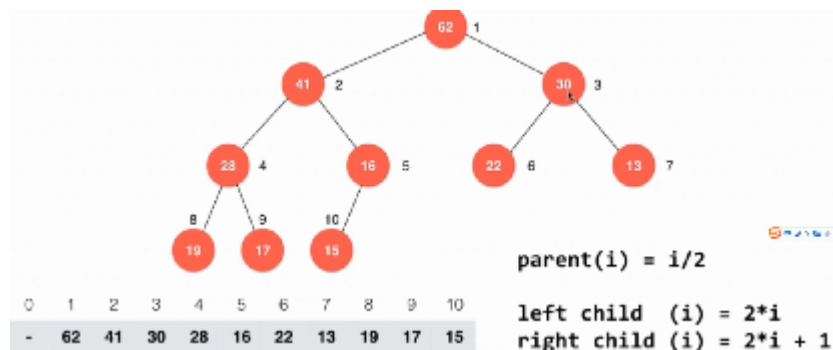 62 1
41 2
30 3
28 4
16 5
22 6
13 7
8 9 10
19 17 15
parent(i) = i/2
0 1 2 3 4 5 6 7 8 9 10
- 62 41 30 28 16 22 13 19 17 15
left child (i) = 2*i
right child (i) = 2*i + 1